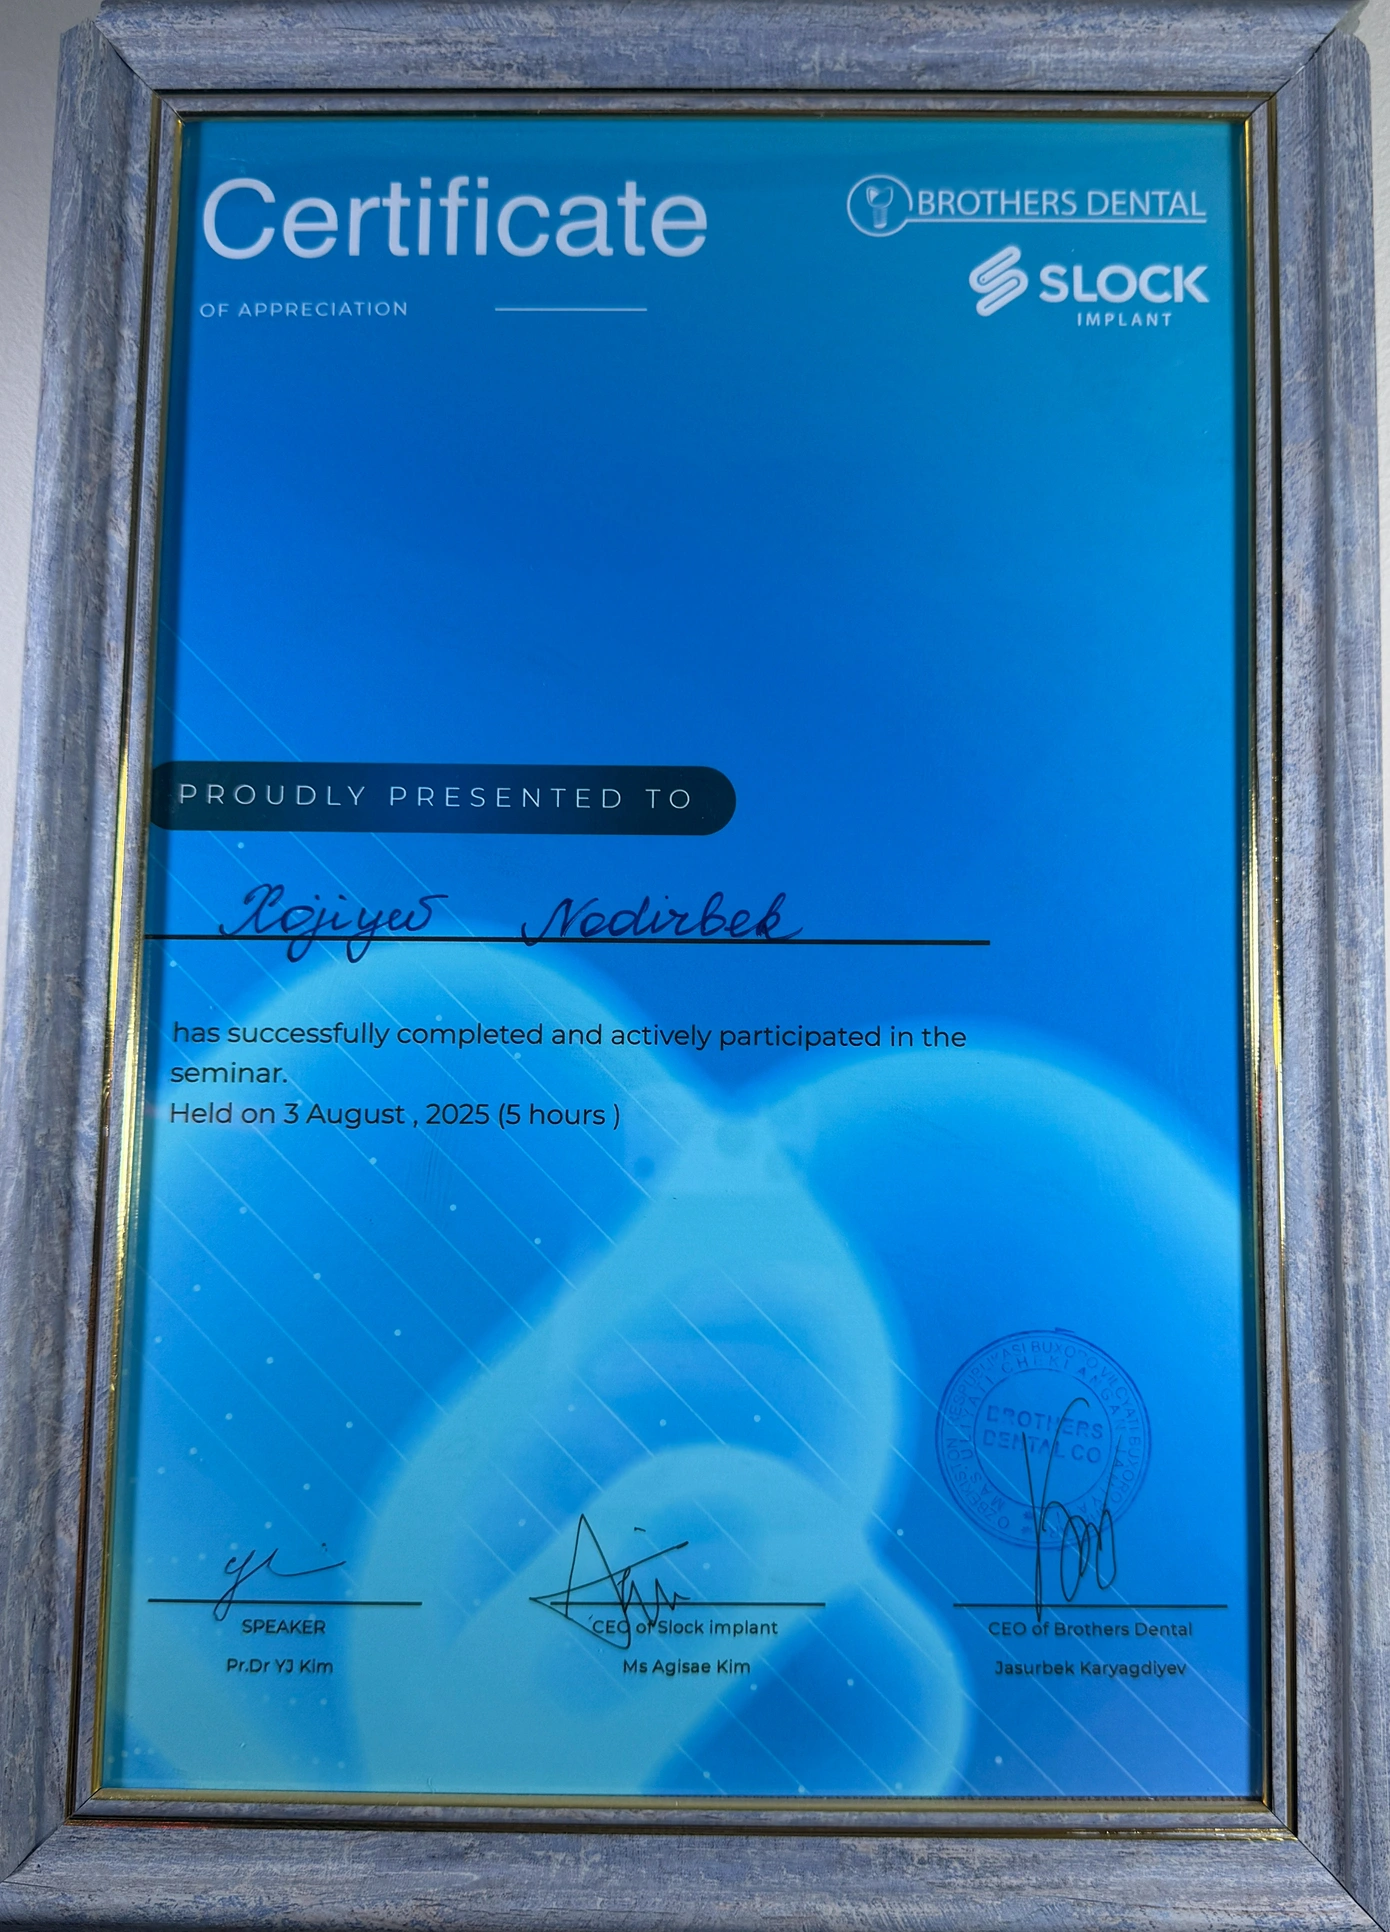 Certificate
OF APPRECIATION
BROTHERS DENTAL
SLOCK
IMPLANT
PROUDLY PRESENTED TO
Xojiyev Nodirbek
has successfully completed and actively participated in the
seminar.
Held on 3 August , 2025 (5 hours )
BROTHERS
DENTAL CO
SPEAKER
Pr.Dr YJ Kim
CEO of Slock implant
Ms Agisae Kim
CEO of Brothers Dental
Jasurbek Karyagdiyev